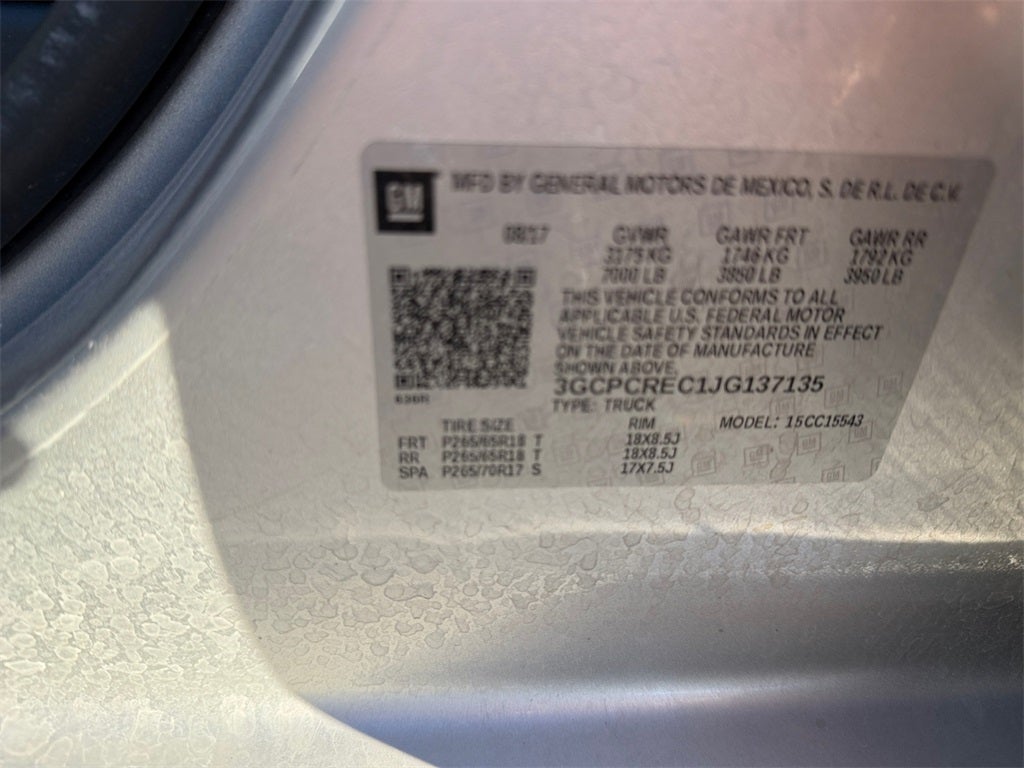 GM
MFD BY GENERAL MOTORS DE MEXICO, S. DE R.L. DE C.V.
08/17 GVWR GAWR FRT GAWR RR
3175 KG 1746 KG 1792 KG
7000 LB 3850 LB 3950 LB
THIS VEHICLE CONFORMS TO ALL
APPLICABLE U.S. FEDERAL MOTOR
VEHICLE SAFETY STANDARDS IN EFFECT
ON THE DATE OF MANUFACTURE
SHOWN ABOVE.
3GCPCREC1JG137135
TYPE: TRUCK
MODEL: 15CC15543
TIRE SIZE RIM
FRT P265/65R18 T 18X8.5J
RR P265/65R18 T 18X8.5J
SPA P265/70R17 S 17X7.5J